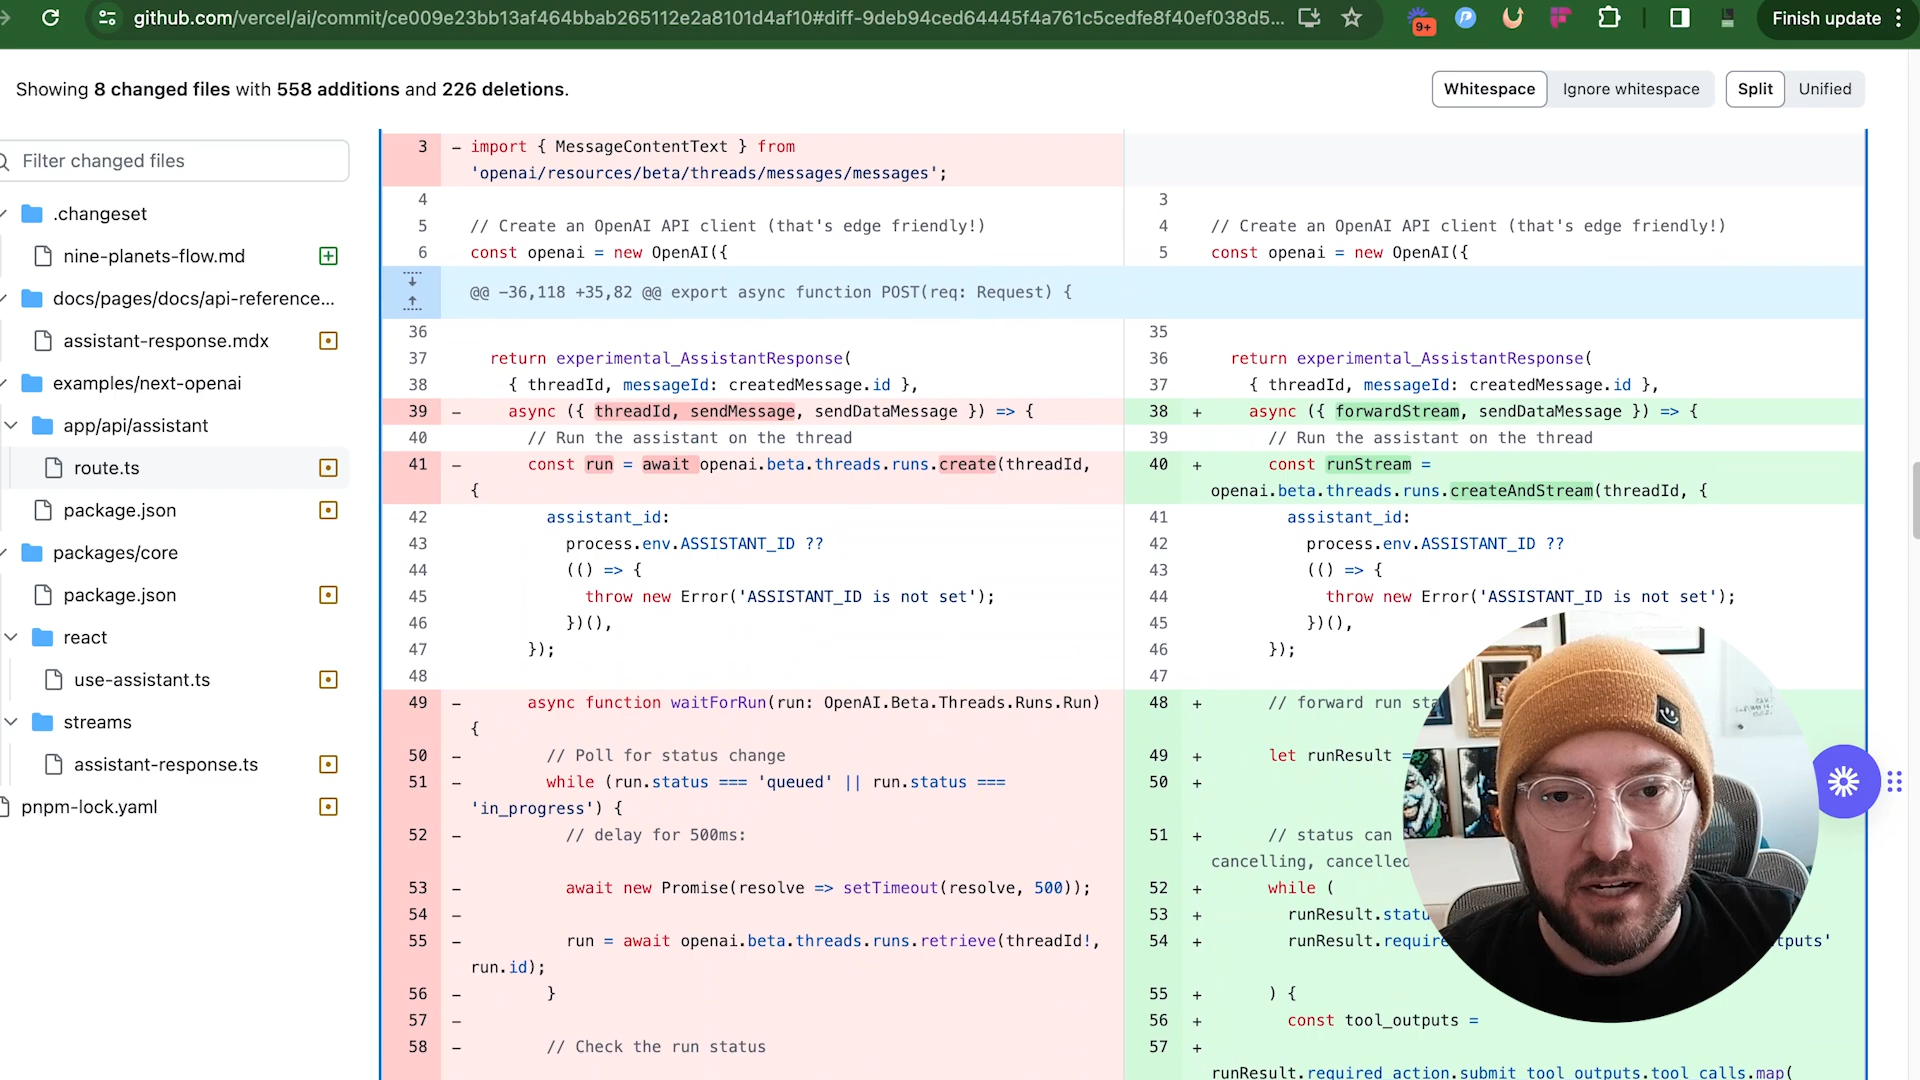 github.com/vercel/ai/commit/ce009e23bb13af464bbab265112e2a8101d4af10#diff-9deb94ced64445f4a761c5cedfe8f40ef038d5...
9+
Finish update
Showing 8 changed files with 558 additions and 226 deletions.
Whitespace
Ignore whitespace
Split
Unified
Filter changed files
.changeset
nine-planets-flow.md
docs/pages/docs/api-reference...
assistant-response.mdx
examples/next-openai
app/api/assistant
route.ts
package.json
packages/core
package.json
react
use-assistant.ts
streams
assistant-response.ts
pnpm-lock.yaml
3 - import { MessageContentText } from
'openai/resources/beta/threads/messages/messages';
4
5 // Create an OpenAI API client (that's edge friendly!)
6 const openai = new OpenAI({
@@ -36,118 +35,82 @@ export async function POST(req: Request) {
36
37 return experimental_AssistantResponse(
38 { threadId, messageId: createdMessage.id },
39 - async ({ threadId, sendMessage, sendDataMessage }) => {
40 // Run the assistant on the thread
41 - const run = await openai.beta.threads.runs.create(threadId,
{
42 assistant_id:
43 process.env.ASSISTANT_ID ??
44 (() => {
45 throw new Error('ASSISTANT_ID is not set');
46 })(),
47 });
48
49 - async function waitForRun(run: OpenAI.Beta.Threads.Runs.Run)
{
50 - // Poll for status change
51 - while (run.status === 'queued' || run.status ===
'in_progress') {
52 - // delay for 500ms:
53 - await new Promise(resolve => setTimeout(resolve, 500));
54 -
55 - run = await openai.beta.threads.runs.retrieve(threadId!,
run.id);
56 - }
57 -
58 - // Check the run status
3
4 // Create an OpenAI API client (that's edge friendly!)
5 const openai = new OpenAI({
35
36 return experimental_AssistantResponse(
37 { threadId, messageId: createdMessage.id },
38 + async ({ forwardStream, sendDataMessage }) => {
39 // Run the assistant on the thread
40 + const runStream =
openai.beta.threads.runs.createAndStream(threadId, {
41 assistant_id:
42 process.env.ASSISTANT_ID ??
43 (() => {
44 throw new Error('ASSISTANT_ID is not set');
45 })(),
46 });
47
48 + // forward run
49 + let runResult =
50 +
51 + // status can
cancelling,
52 + while (
53 +
54 +
55 + ) {
56 + const tool_outputs =
57 +
runResult.required_action.submit_tool_outputs.tool_calls.map(